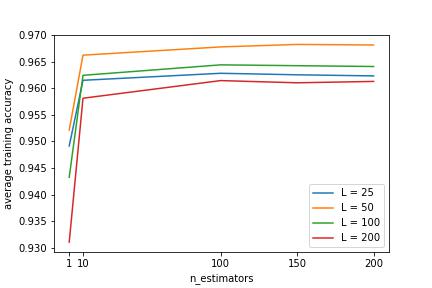 0.970
0.965
0.960
0.955
0.950
0.945
0.940
0.935
0.930
average training accuracy
L = 25
L = 50
L = 100
L = 200
1 10 100 150 200
n_estimators